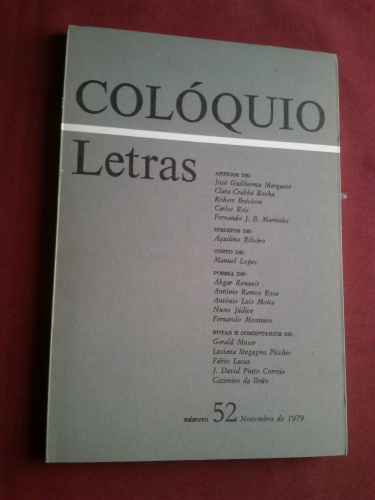 COLÓQUIO
Letras
ARTIGOS DE:
José Guilherme Merquior
Clara Crabbé Rocha
Robert Bréchon
Carlos Reis
Fernando J. B. Martinho
INÉDITOS DE:
Aquilino Ribeiro
CONTO DE:
Manuel Lopes
POESIA DE:
Abgar Renault
António Ramos Rosa
António Luís Moita
Nuno Júdice
Fernando Monteiro
NOTAS E COMENTÁRIOS DE:
Gerald Moser
Luciana Stegagno Picchio
Fábio Lucas
J. David Pinto Correia
Casimiro de Brito
número 52 Novembro de 1979